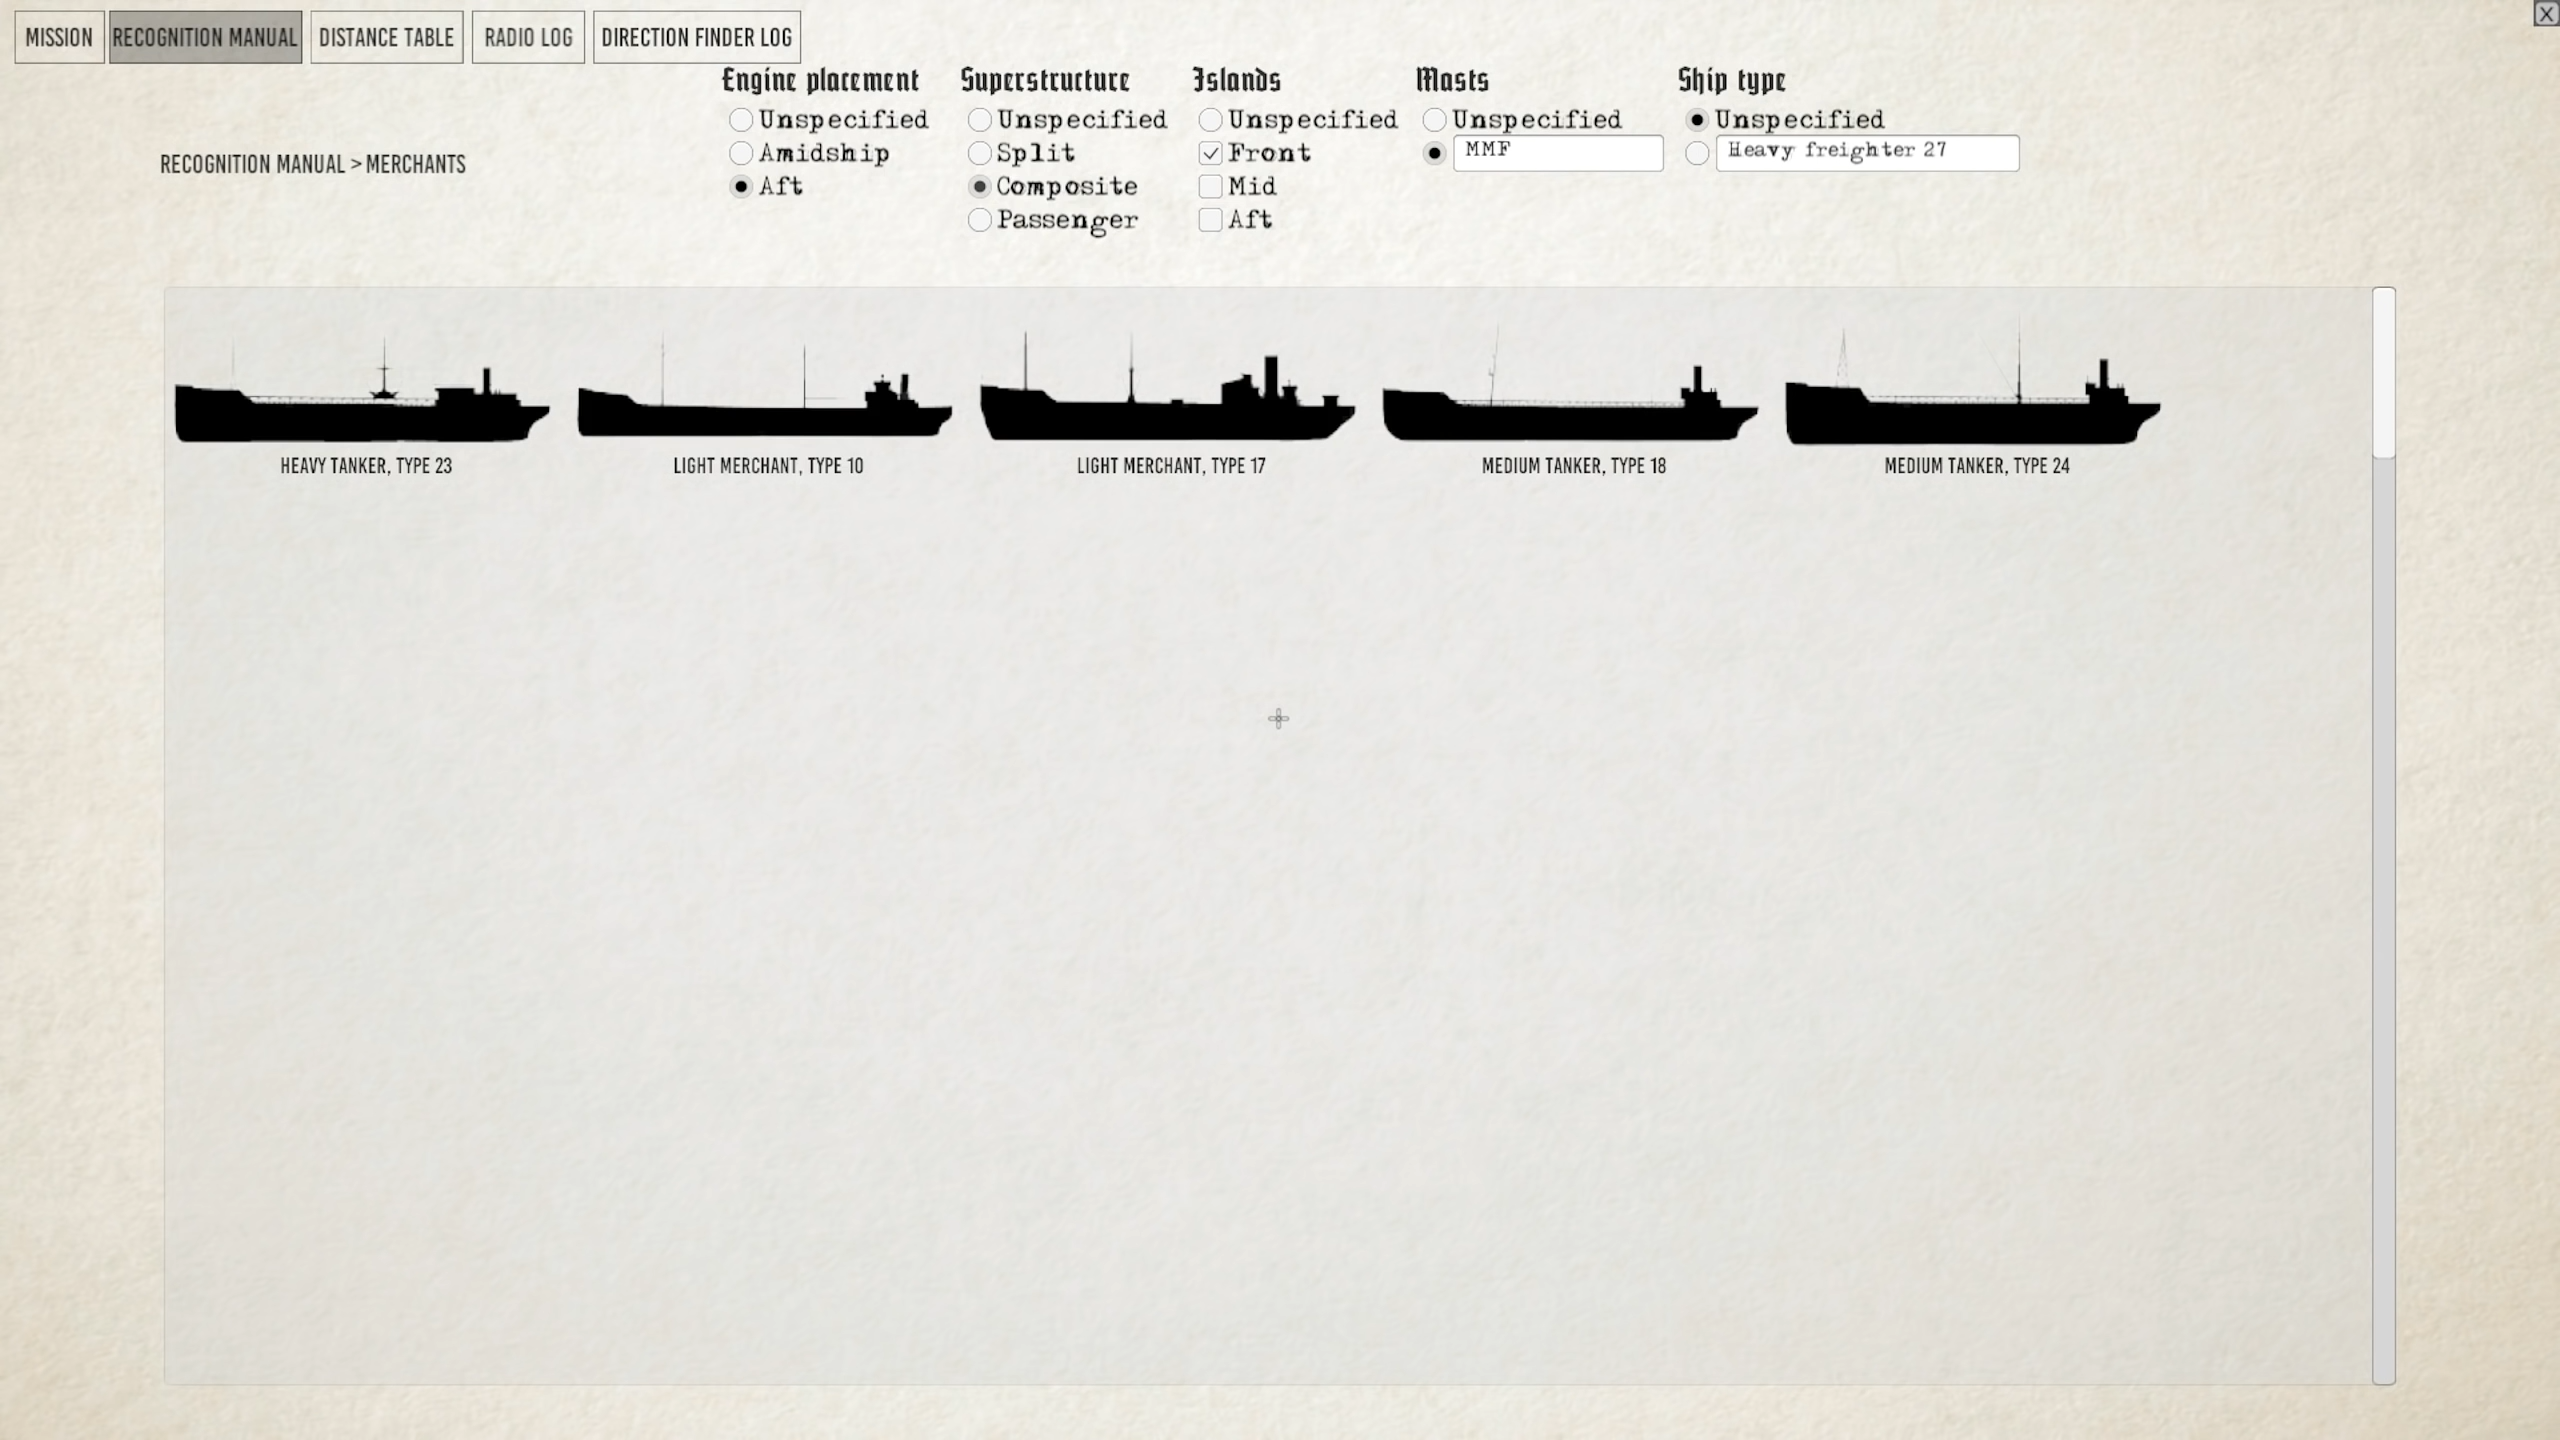 MISSION RECOGNITION MANUAL DISTANCE TABLE RADIO LOG DIRECTION FINDER LOG X
Engine placement Superstructure Islands Masts Ship type
Unspecified Unspecified Unspecified Unspecified Unspecified
Amidship Split Front MMF Heavy freighter 27
RECOGNITION MANUAL > MERCHANTS
Aft Composite Mid
Passenger Aft
HEAVY TANKER, TYPE 23 LIGHT MERCHANT, TYPE 10 LIGHT MERCHANT, TYPE 17 MEDIUM TANKER, TYPE 18 MEDIUM TANKER, TYPE 24